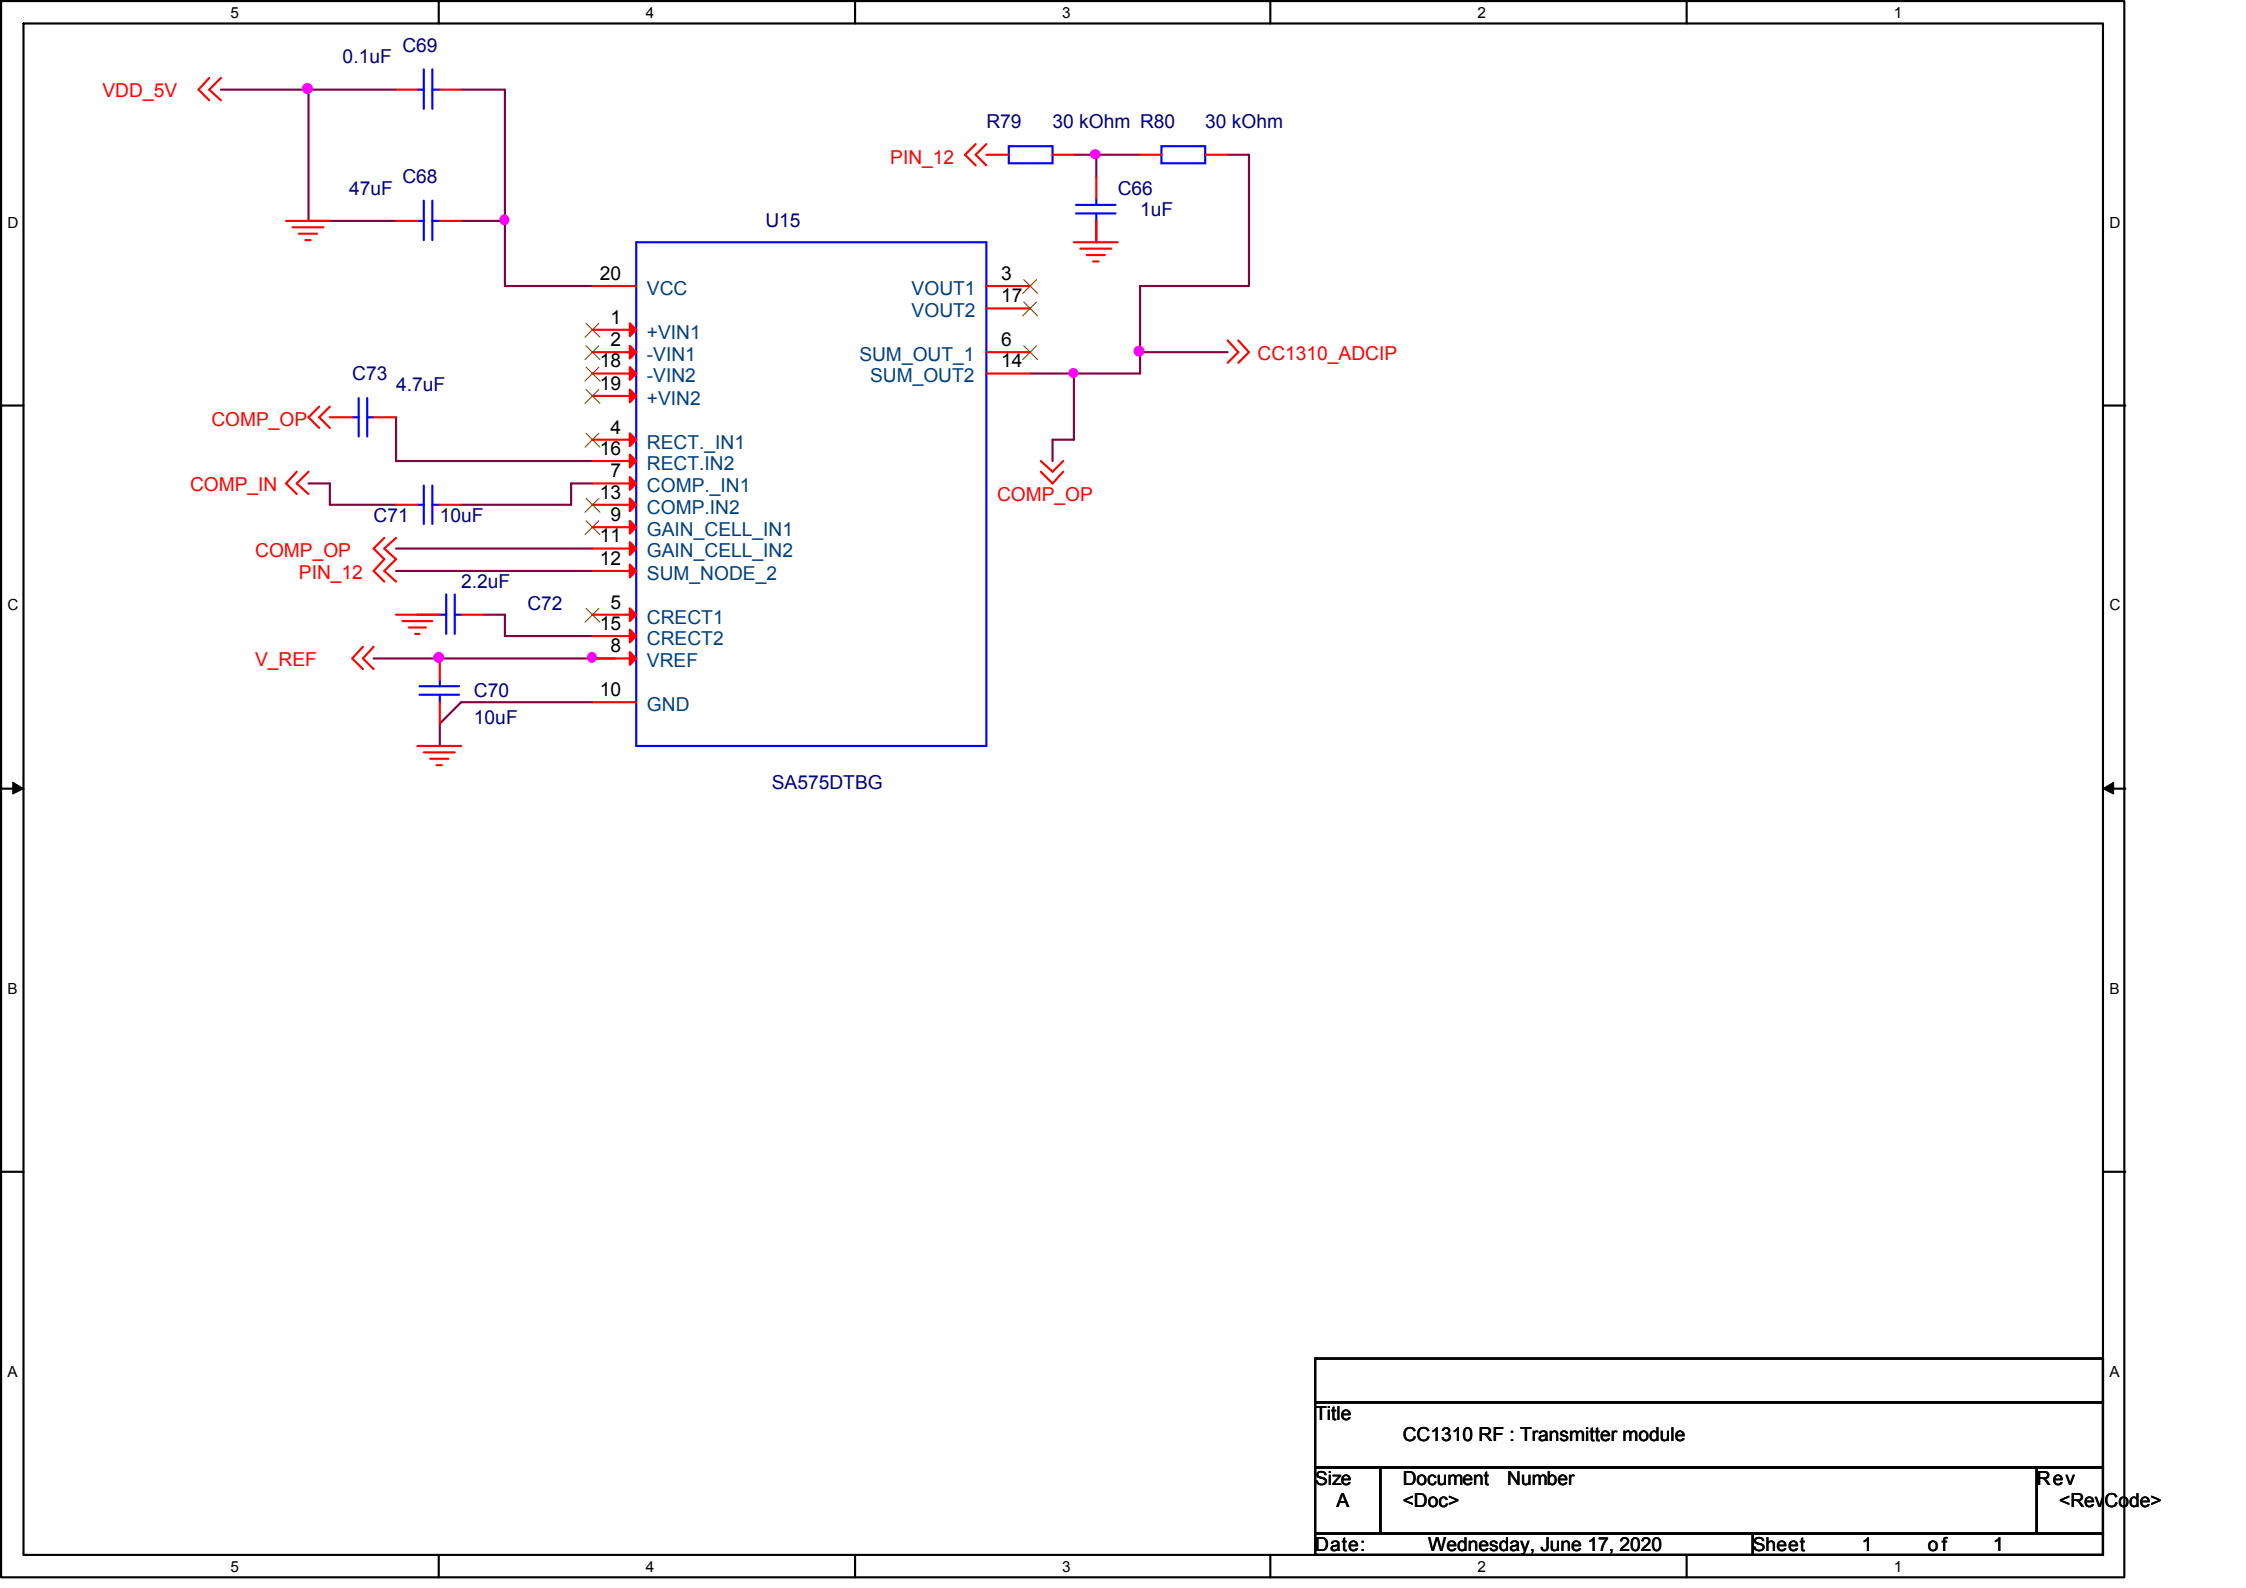 5 4 3 2 1
C69
0.1uF
VDD_5V
C68
47uF
R79 30 kOhm R80 30 kOhm
PIN_12
C66
1uF
D D
U15
20 VCC
1 +VIN1
2 -VIN1
18 -VIN2
19 +VIN2
VOUT1 3
VOUT2 17
SUM_OUT_1 6
SUM_OUT2 14
CC1310_ADCIP
COMP_OP
C73
4.7uF
COMP_OP
4 RECT._IN1
16 RECT.IN2
COMP_IN
7 COMP._IN1
C71 10uF
13 COMP.IN2
9 GAIN_CELL_IN1
COMP_OP
11 GAIN_CELL_IN2
PIN_12
12 SUM_NODE_2
2.2uF
C72
C C
5 CRECT1
15 CRECT2
V_REF
8 VREF
C70
10uF
10 GND
SA575DTBG
B B
A A
Title
CC1310 RF : Transmitter module
Size Document Number Rev
A <Doc> <RevCode>
Date: Wednesday, June 17, 2020 Sheet 1 of 1
5 4 3 2 1